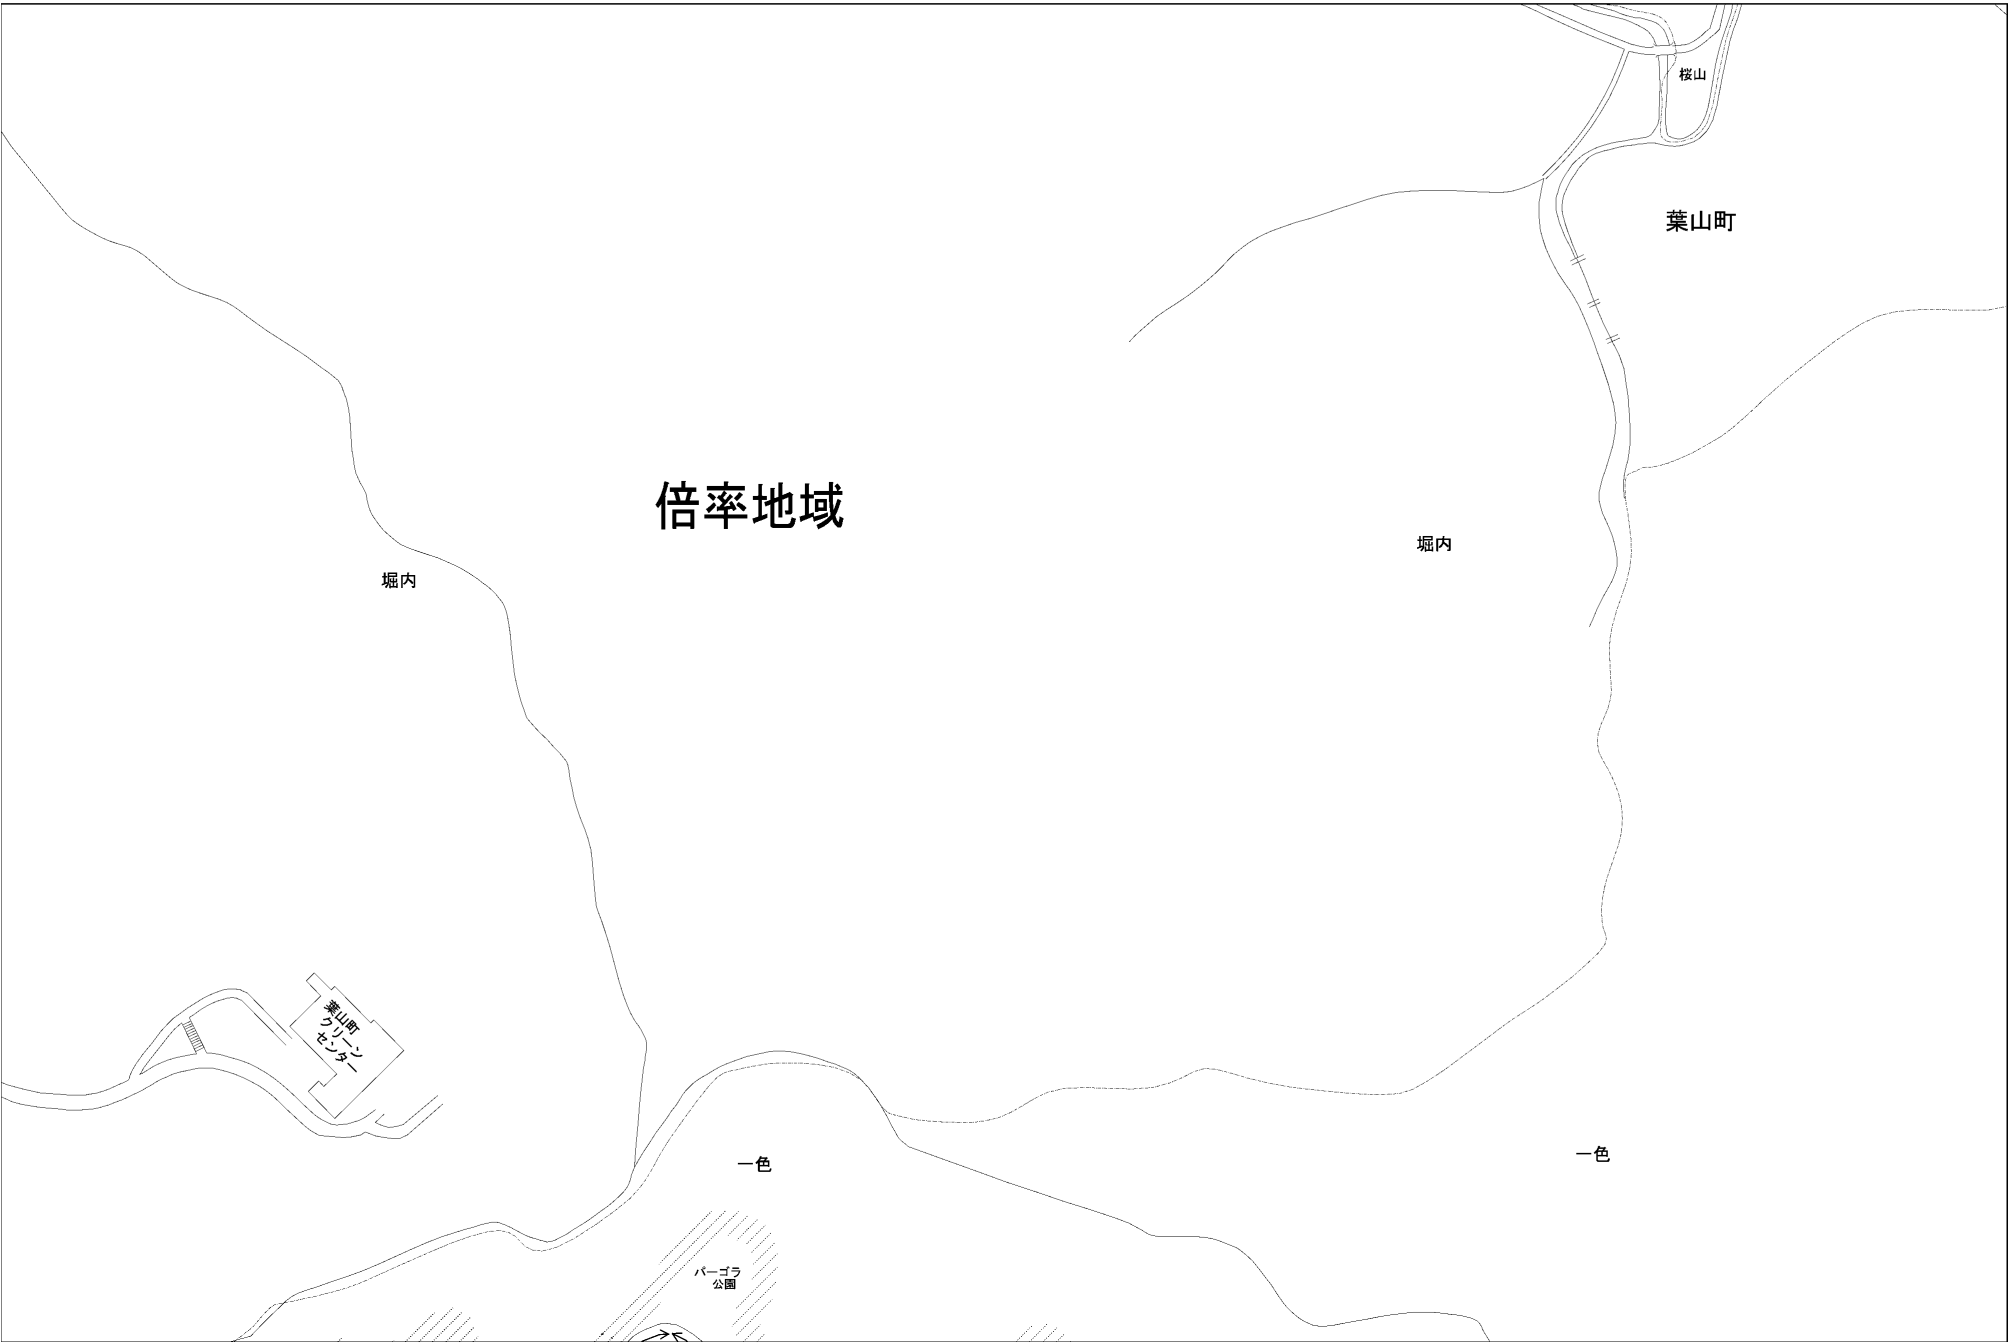 桜山
葉山町
倍率地域
堀内
堀内
葉山町
クリーン
センター
一色
一色
パーゴラ
公園